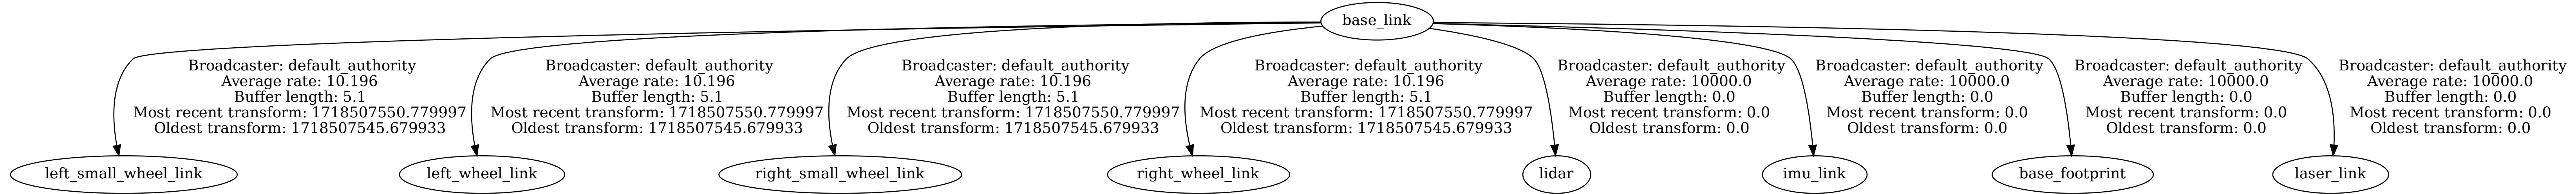 base_link
Broadcaster: default_authority
Average rate: 10.196
Buffer length: 5.1
Most recent transform: 1718507550.779997
Oldest transform: 1718507545.679933
Broadcaster: default_authority
Average rate: 10.196
Buffer length: 5.1
Most recent transform: 1718507550.779997
Oldest transform: 1718507545.679933
Broadcaster: default_authority
Average rate: 10.196
Buffer length: 5.1
Most recent transform: 1718507550.779997
Oldest transform: 1718507545.679933
Broadcaster: default_authority
Average rate: 10.196
Buffer length: 5.1
Most recent transform: 1718507550.779997
Oldest transform: 1718507545.679933
Broadcaster: default_authority
Average rate: 10000.0
Buffer length: 0.0
Most recent transform: 0.0
Oldest transform: 0.0
Broadcaster: default_authority
Average rate: 10000.0
Buffer length: 0.0
Most recent transform: 0.0
Oldest transform: 0.0
Broadcaster: default_authority
Average rate: 10000.0
Buffer length: 0.0
Most recent transform: 0.0
Oldest transform: 0.0
Broadcaster: default_authority
Average rate: 10000.0
Buffer length: 0.0
Most recent transform: 0.0
Oldest transform: 0.0
left_small_wheel_link
left_wheel_link
right_small_wheel_link
right_wheel_link
lidar
imu_link
base_footprint
laser_link